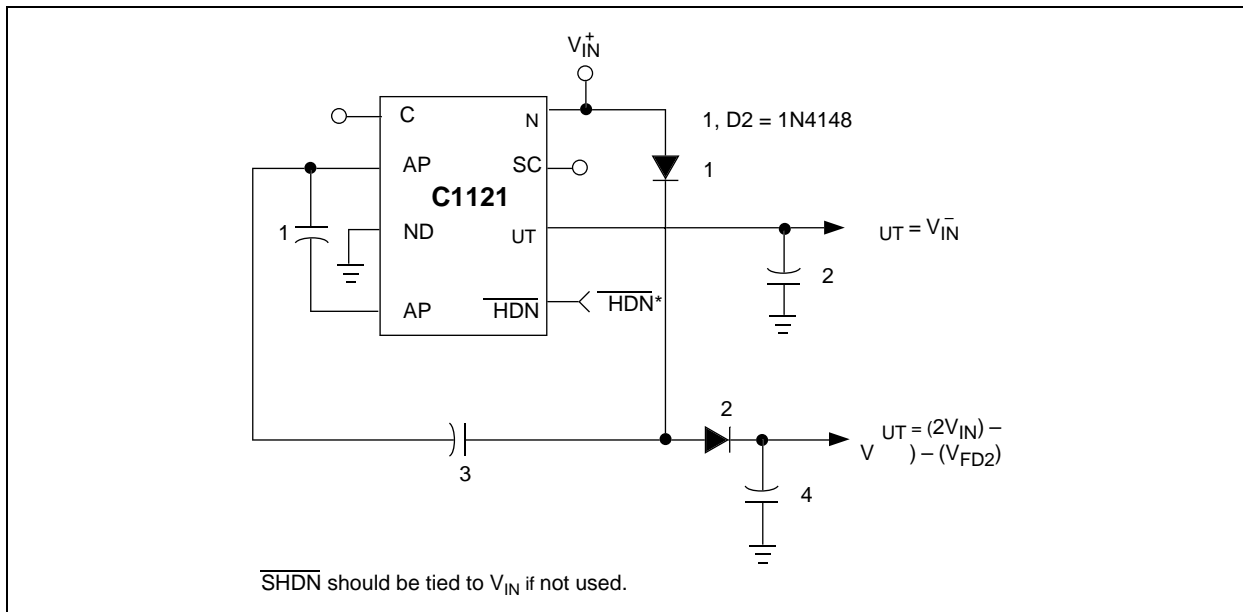 V+IN
C
N
1, D2 = 1N4148
AP
SC
1
C1121
1
ND
UT
UT = V–IN
2
AP
HDN
HDN*
2
UT = (2VIN) –
V
) – (VFD2)
3
4
SHDN should be tied to VIN if not used.